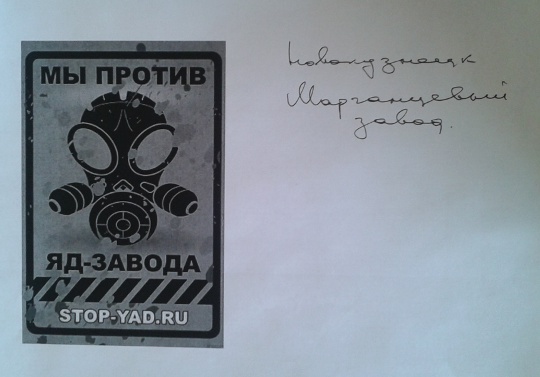 МЫ ПРОТИВ
ЯД-ЗАВОДА
STOP-YAD.RU
Новокузнецк
Марганцевый
завод.